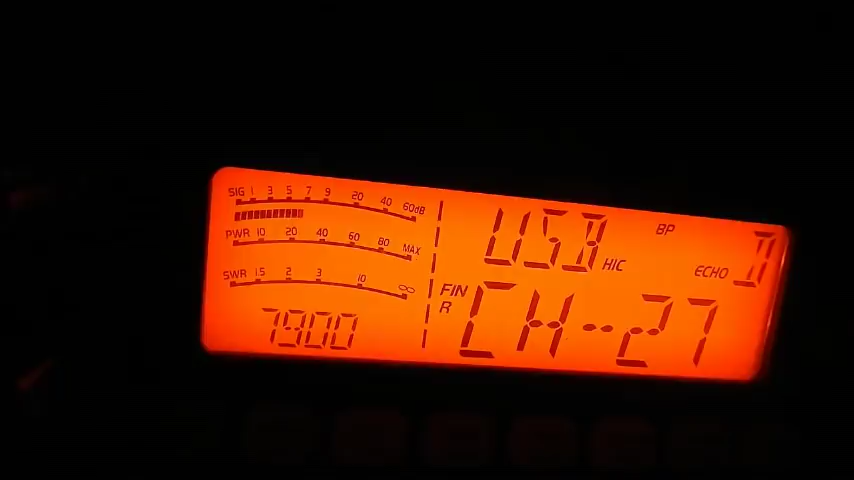 SIG 1 3 5 7 9 20 40 60dB
PWR 10 20 40 60 80 MAX
SWR 1.5 2 3 10 ∞
7900
USB HIC BP ECHO D
FIN R CH--27